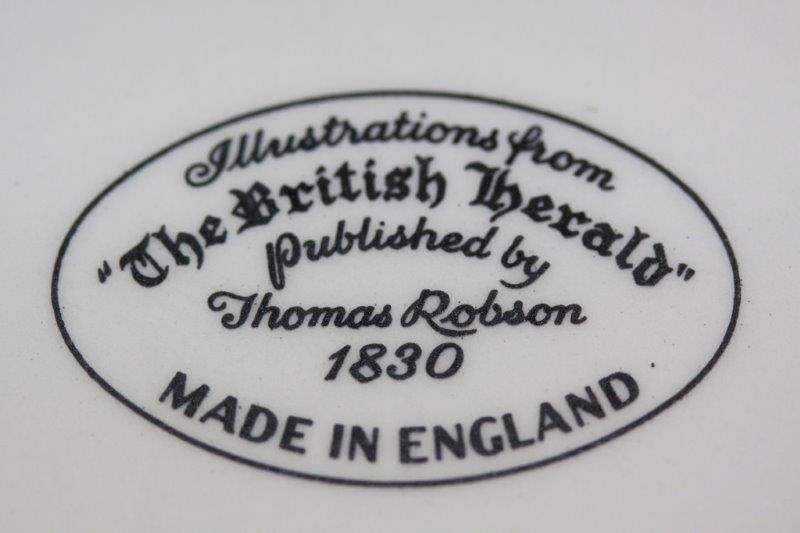 Illustrations from
"The British Herald"
Published by
Thomas Robson
1830
MADE IN ENGLAND